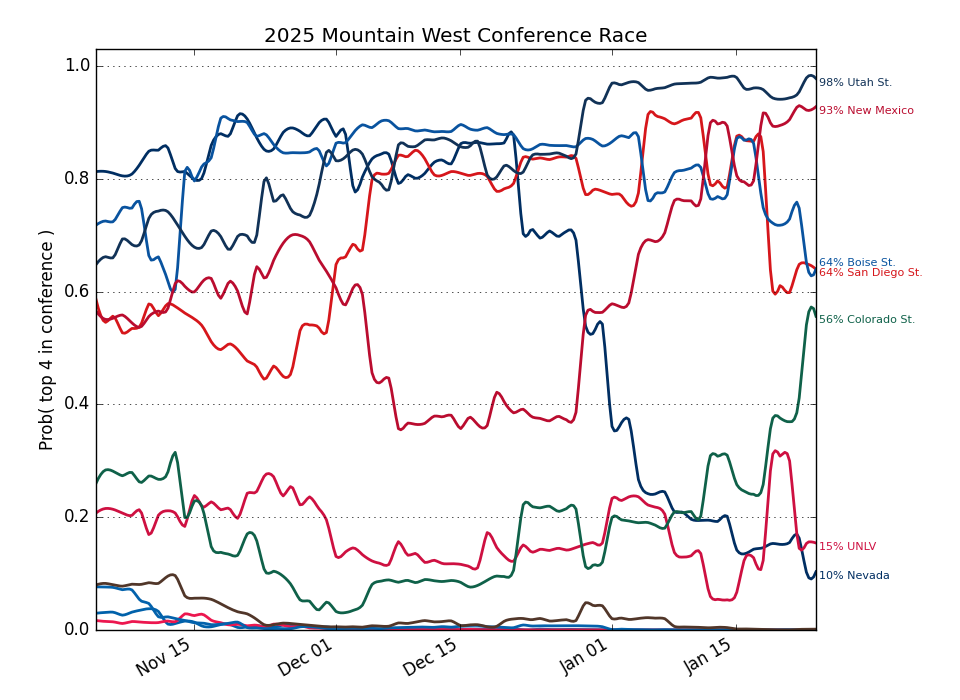 2025 Mountain West Conference Race
Prob( top 4 in conference )
1.0
0.8
0.6
0.4
0.2
0.0
Nov 15
Dec 01
Dec 15
Jan 01
Jan 15
98% Utah St.
93% New Mexico
64% Boise St.
64% San Diego St.
56% Colorado St.
15% UNLV
10% Nevada